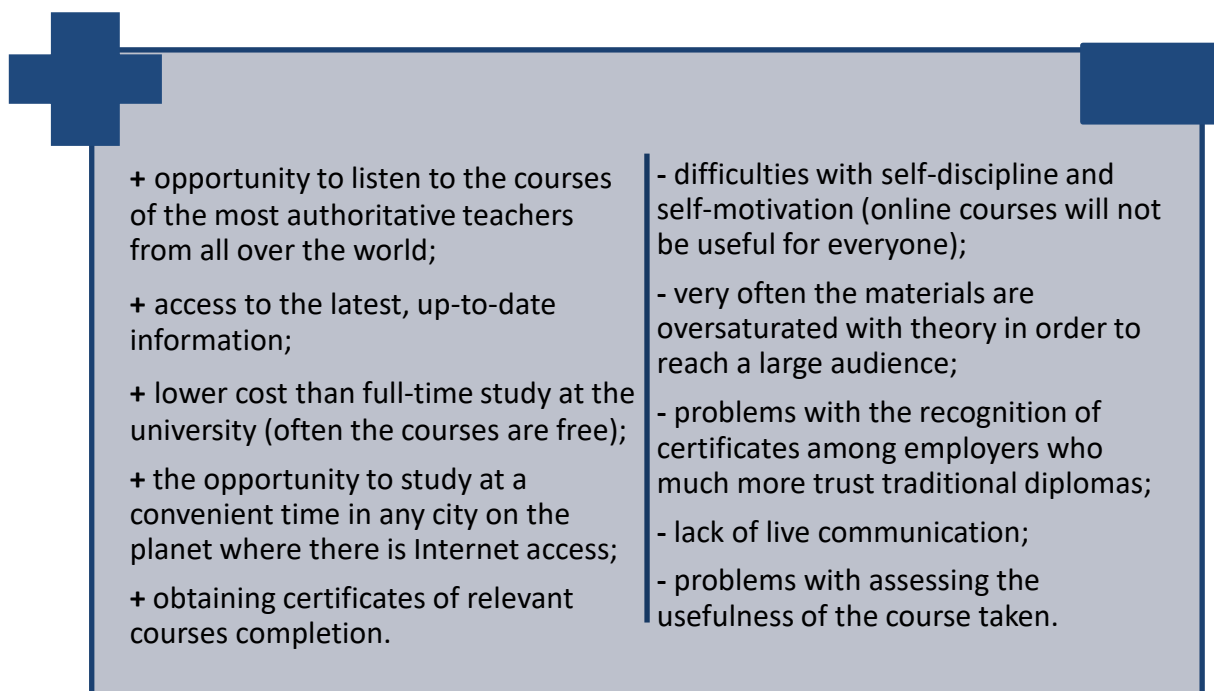 + opportunity to listen to the courses
of the most authoritative teachers
from all over the world;
+ access to the latest, up-to-date
information;
+ lower cost than full-time study at the
university (often the courses are free);
+ the opportunity to study at a
convenient time in any city on the
planet where there is Internet access;
+ obtaining certificates of relevant
courses completion.
- difficulties with self-discipline and
self-motivation (online courses will not
be useful for everyone);
- very often the materials are
oversaturated with theory in order to
reach a large audience;
- problems with the recognition of
certificates among employers who
much more trust traditional diplomas;
- lack of live communication;
- problems with assessing the
usefulness of the course taken.